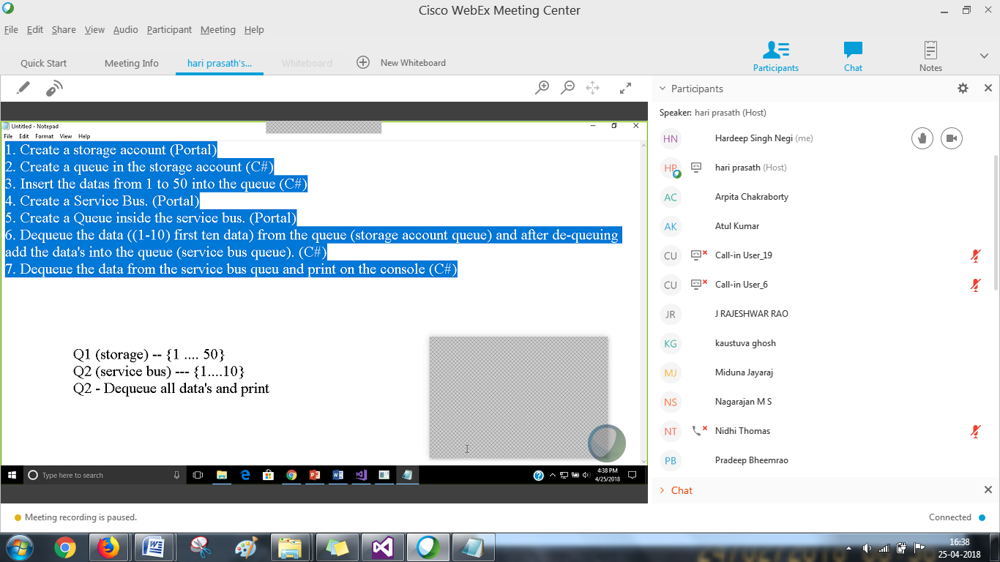 Cisco WebEx Meeting Center
File Edit Share View Audio Participant Meeting Help
Quick Start Meeting Info hari prasath's... Whiteboard New Whiteboard
Participants Chat Notes
Untitled - Notepad
File Edit Format View Help
1. Create a storage account (Portal)
2. Create a queue in the storage account (C#)
3. Insert the datas from 1 to 50 into the queue (C#)
4. Create a Service Bus. (Portal)
5. Create a Queue inside the service bus. (Portal)
6. Dequeue the data ((1-10) first ten data) from the queue (storage account queue) and after de-queuing
add the data's into the queue (service bus queue). (C#)
7. Dequeue the data from the service bus queu and print on the console (C#)
Q1 (storage) -- {1 .... 50}
Q2 (service bus) --- {1....10}
Q2 - Dequeue all data's and print
Type here to search
4:38 PM
4/25/2018
Participants
Speaker: hari prasath (Host)
HN Hardeep Singh Negi (me)
HP hari prasath (Host)
AC Arpita Chakraborty
AK Atul Kumar
CU Call-in User_19
CU Call-in User_6
JR J RAJESHWAR RAO
KG kaustuva ghosh
MJ Miduna Jayaraj
NS Nagarajan M S
NT Nidhi Thomas
PB Pradeep Bheemrao
Chat
Meeting recording is paused.
Connected
16:38
25-04-2018